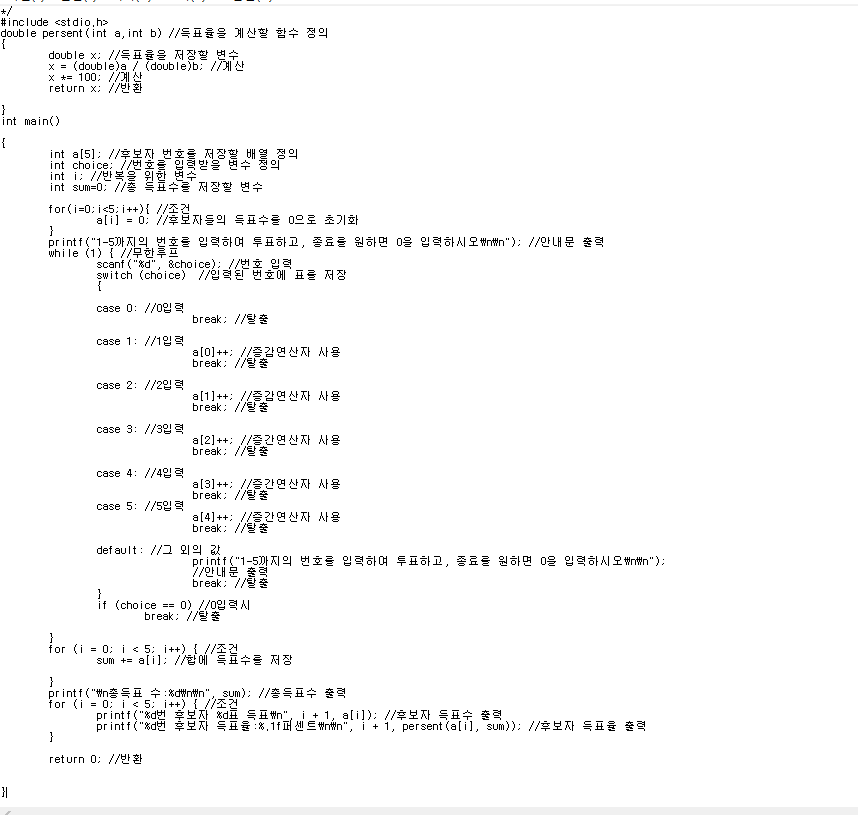 */
#include <stdio.h>
double persent(int a,int b) //득표율을 계산할 함수 정의
{
double x; //득표율을 저장할 변수
x = (double)a / (double)b; //계산
x *= 100; //계산
return x; //반환
}
int main()
{
int a[5]; //후보자 번호를 저장할 배열 정의
int choice; //번호를 입력받을 변수 정의
int i; //반복을 위한 변수
int sum=0; //총 득표수를 저장할 변수
for(i=0;i<5;i++){ //조건
a[i] = 0; //후보자들의 득표수를 0으로 초기화
}
printf("1-5까지의 번호를 입력하여 투표하고, 종료를 원하면 0을 입력하시오₩n₩n"); //안내문 출력
while (1) { //무한루프
scanf("%d", &choice); //번호 입력
switch (choice)  //입력된 번호에 표를 저장
{
case 0: //0입력
break; //탈출
case 1: //1입력
a[0]++; //증감연산자 사용
break; //탈출
case 2: //2입력
a[1]++; //증감연산자 사용
break; //탈출
case 3: //3입력
a[2]++; //증간연산자 사용
break; //탈출
case 4: //4입력
a[3]++; //증간연산자 사용
break; //탈출
case 5: //5입력
a[4]++; //증간연산자 사용
break; //탈출
default: //그 외의 값
printf("1-5까지의 번호를 입력하여 투표하고, 종료를 원하면 0을 입력하시오₩n₩n");
//안내문 출력
break; //탈출
}
if (choice == 0) //0입력시
break; //탈출
}
for (i = 0; i < 5; i++) { //조건
sum += a[i]; //합에 득표수를 저장
}
printf("₩n총득표 수:%d₩n₩n", sum); //총득표수 출력
for (i = 0; i < 5; i++) { //조건
printf("%d번 후보자 %d표 득표₩n", i + 1, a[i]); //후보자 득표수 출력
printf("%d번 후보자 득표율:%.1f퍼센트₩n₩n", i + 1, persent(a[i], sum)); //후보자 득표율 출력
}
return 0; //반환
}